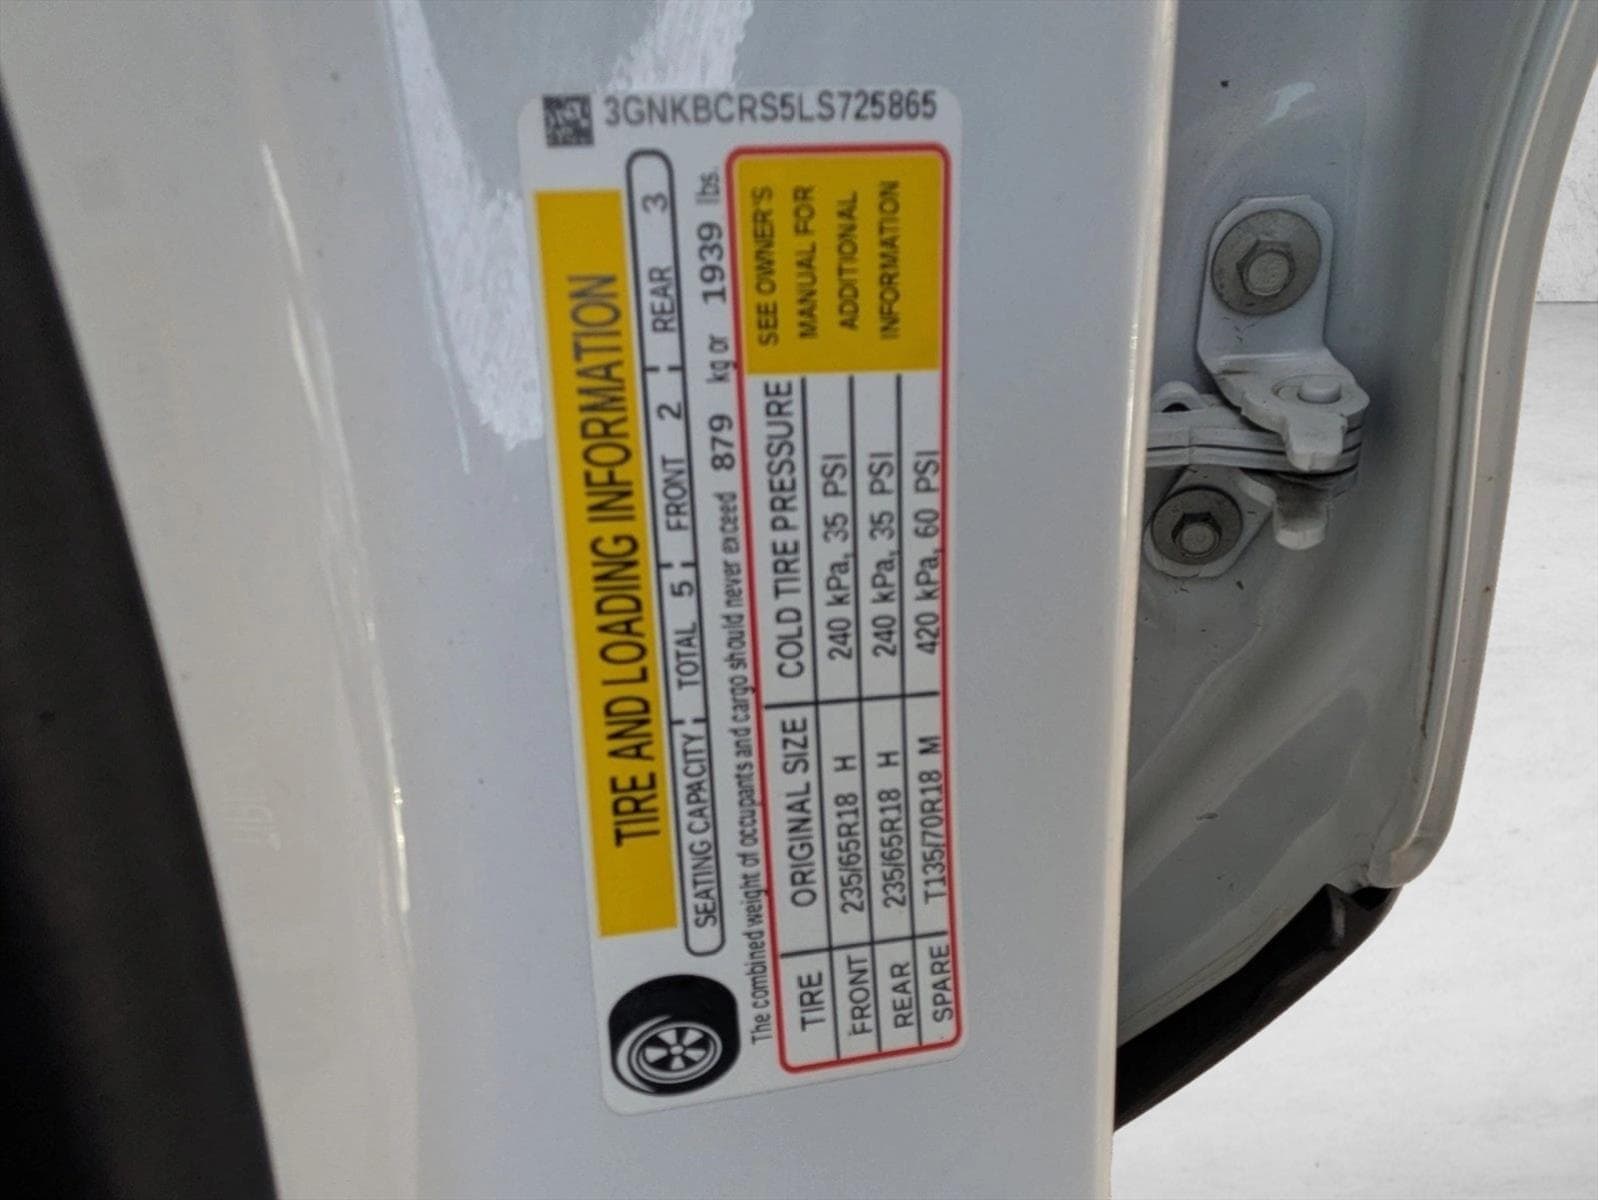 3GNKBCRS5LS725865
TIRE AND LOADING INFORMATION
SEATING CAPACITY TOTAL 5 FRONT 2 REAR 3
The combined weight of occupants and cargo should never exceed 879 kg or 1939 lbs.
TIRE ORIGINAL SIZE COLD TIRE PRESSURE
FRONT 235/65R18 H 240 kPa, 35 PSI
REAR 235/65R18 H 240 kPa, 35 PSI
SPARE T135/70R18 M 420 kPa, 60 PSI
SEE OWNER'S
MANUAL FOR
ADDITIONAL
INFORMATION